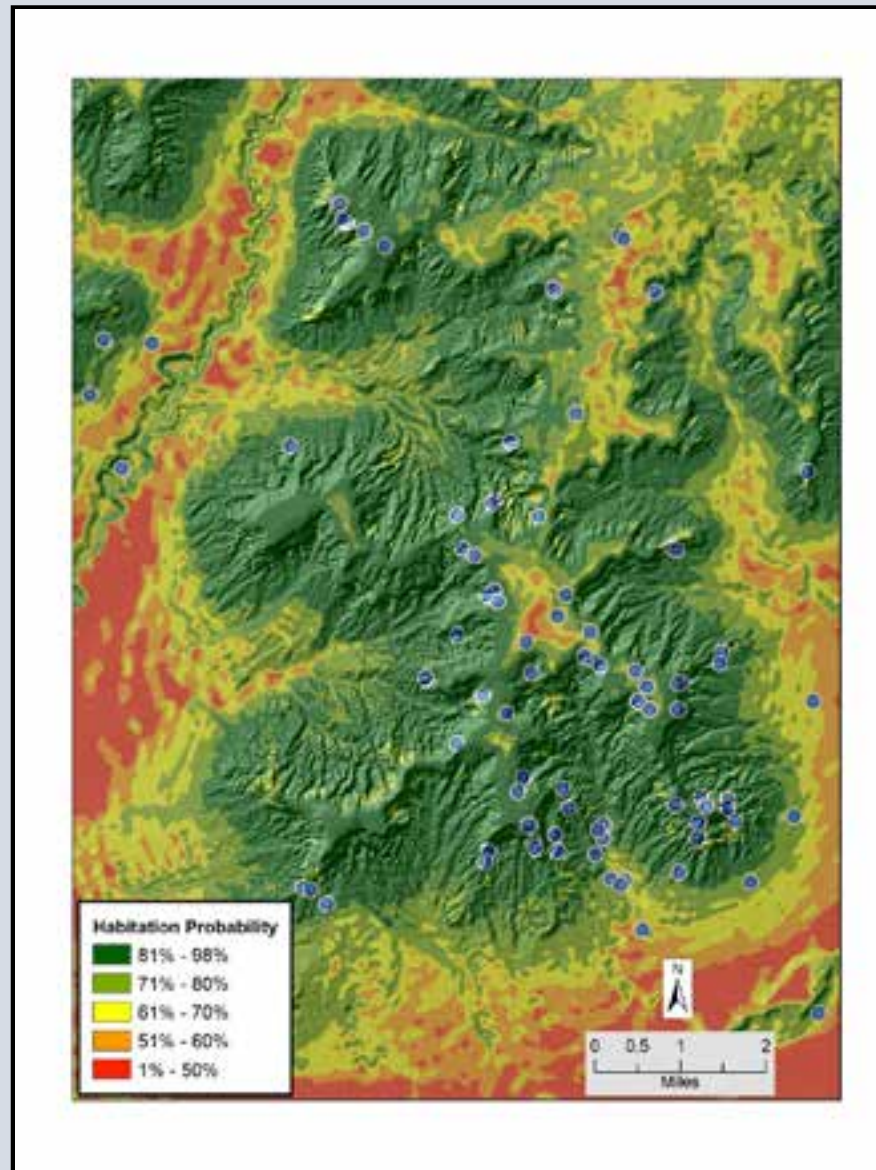 Habitation Probability
81% - 98%
71% - 80%
61% - 70%
51% - 60%
1% - 50%
N
0 0.5 1 2
Miles